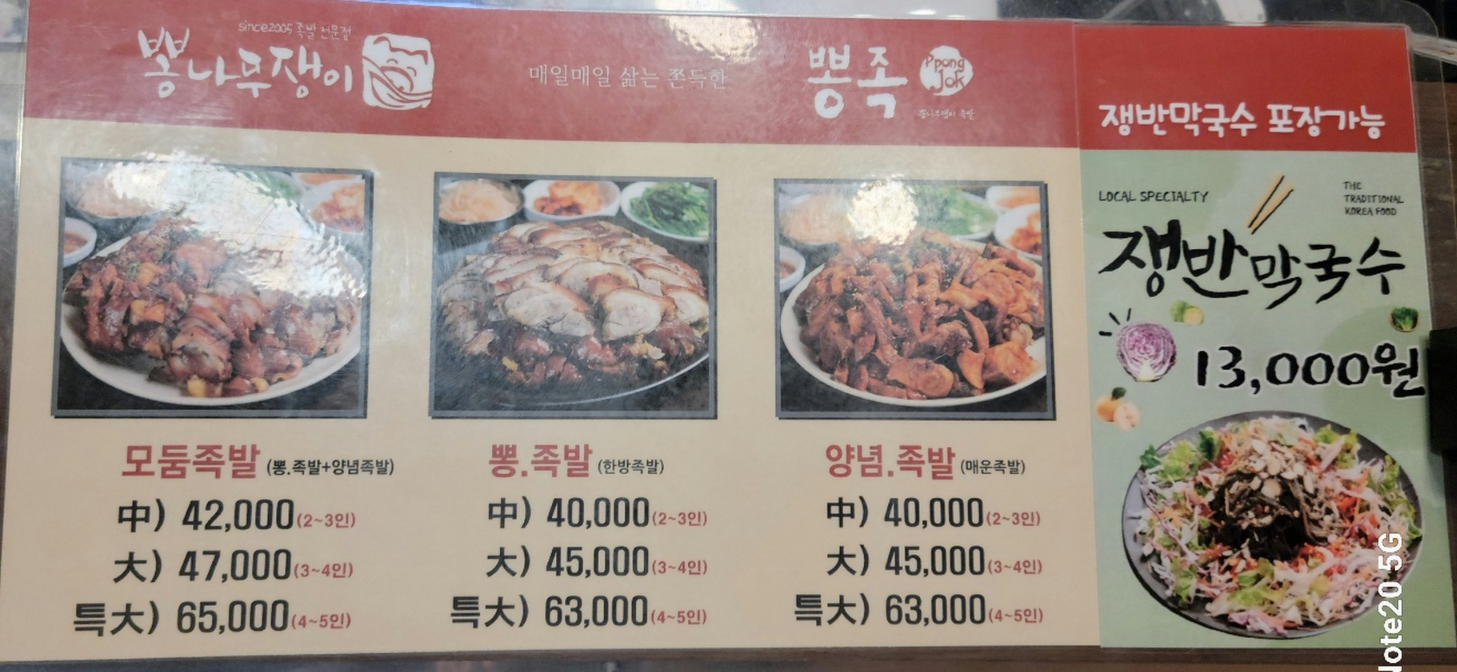 since2005 족발 전문점
뽕나무쟁이
매일매일 삶는 쫀득한
뽕족
Ppong
Jok
뽕나무쟁이 족발
쟁반막국수 포장가능
LOCAL SPECIALTY
THE
TRADITIONAL
KOREA FOOD
쟁반막국수
13,000원
모둠족발 (뽕.족발+양념족발)
中) 42,000(2~3인)
大) 47,000(3~4인)
특大) 65,000(4~5인)
뽕.족발 (한방족발)
中) 40,000(2~3인)
大) 45,000(3~4인)
특大) 63,000(4~5인)
양념.족발 (매운족발)
中) 40,000(2~3인)
大) 45,000(3~4인)
특大) 63,000(4~5인)
Note20 5G